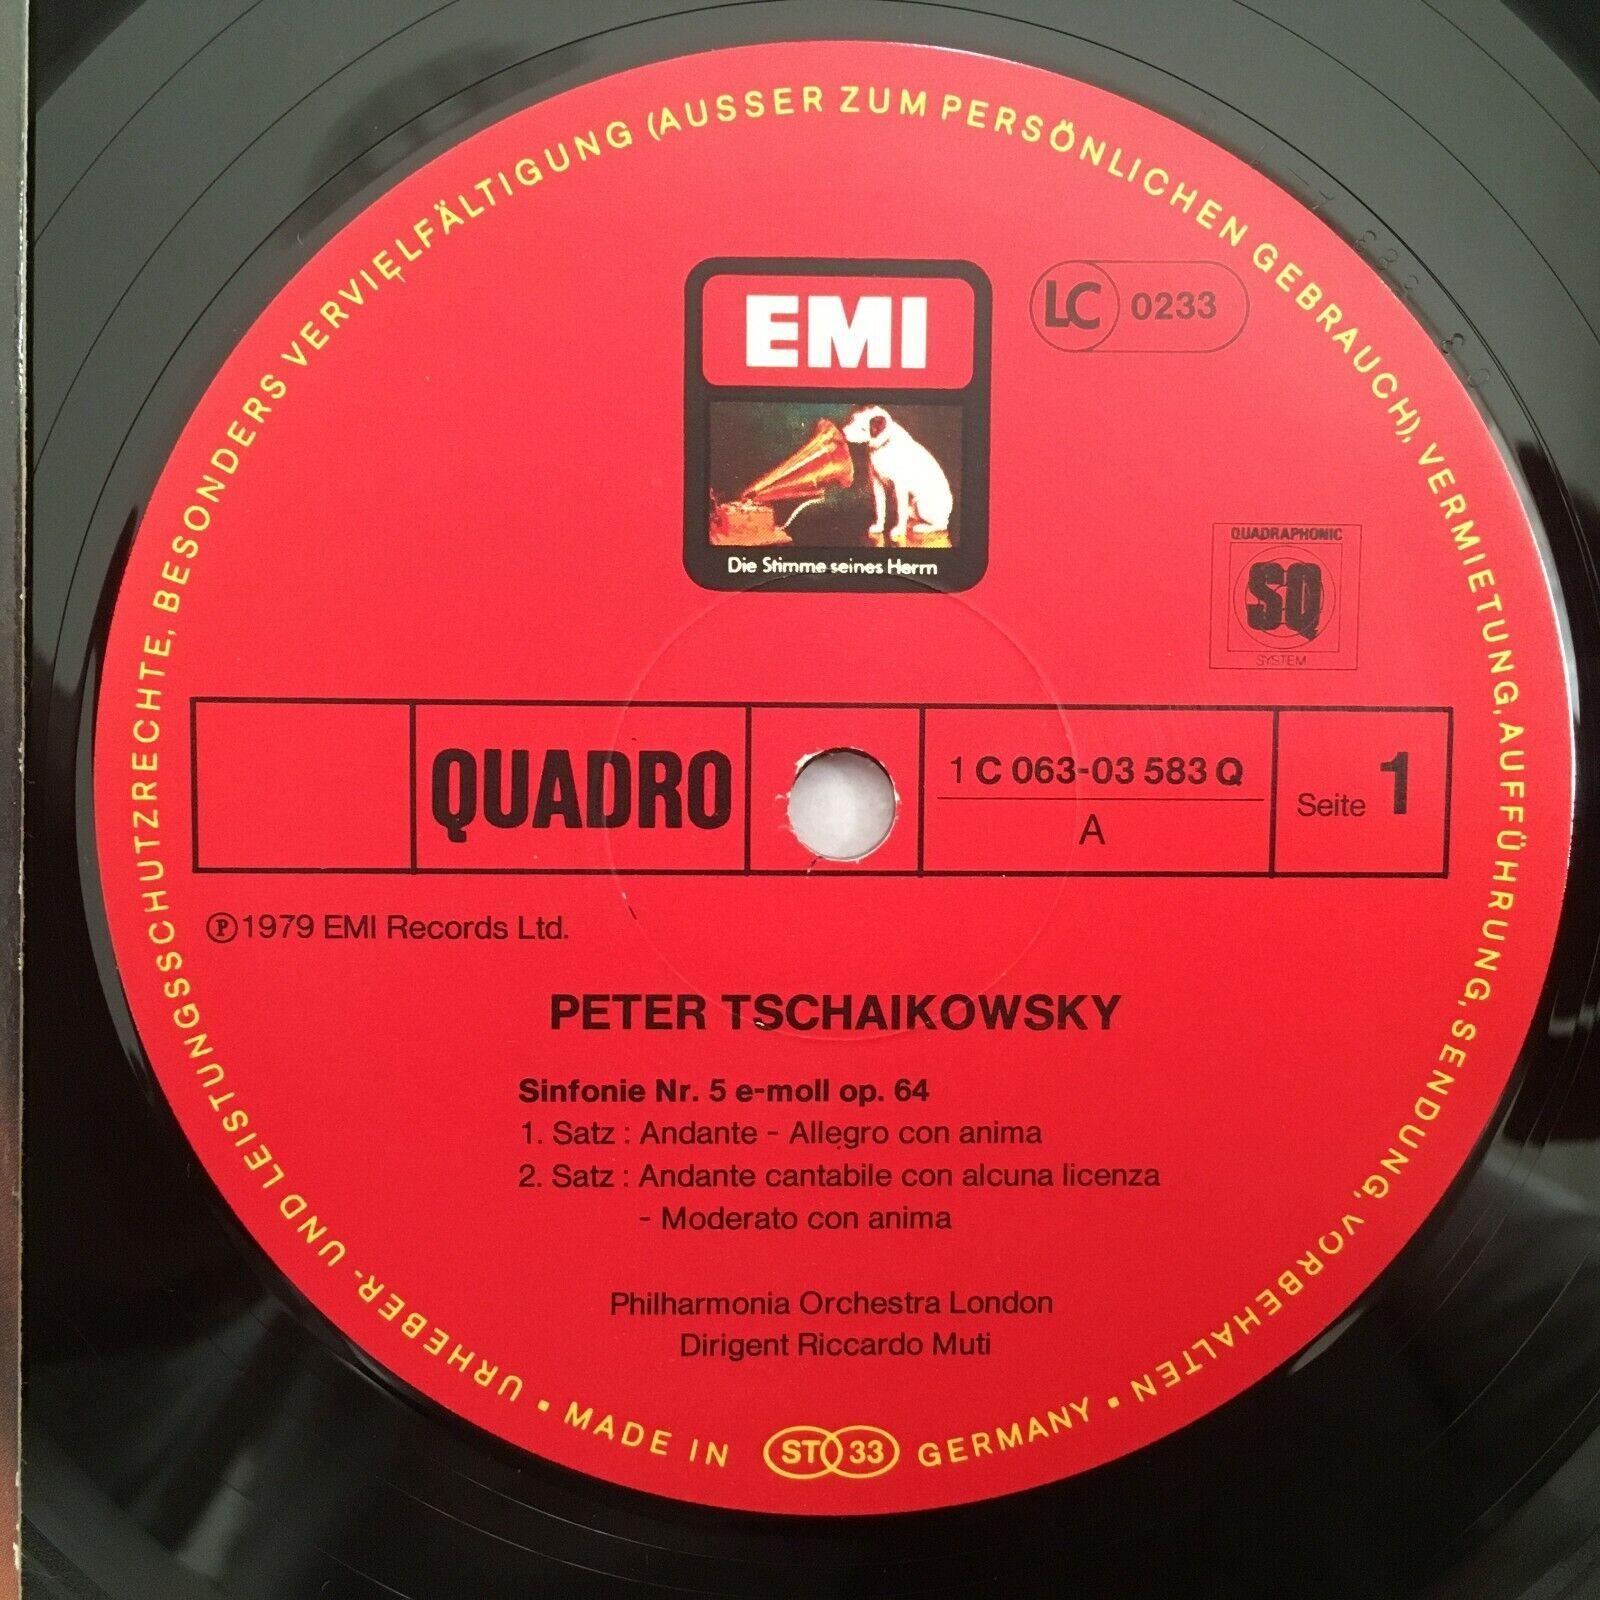 URHEBER- UND LEISTUNGSSCHUTZRECHTE, BESONDERS VERVIELFÄLTIGUNG (AUSSER ZUM PERSÖNLICHEN GEBRAUCH), VERMIETUNG, AUFFÜHRUNG, SENDUNG, VORBEHALTEN •
EMI
LC 0233
Die Stimme seines Herrn
QUADRAPHONIC
SQ
SYSTEM
QUADRO
1 C 063-03 583 Q
A
Seite 1
Ⓟ 1979 EMI Records Ltd.
PETER TSCHAIKOWSKY
Sinfonie Nr. 5 e-moll op. 64
1. Satz : Andante - Allegro con anima
2. Satz : Andante cantabile con alcuna licenza
- Moderato con anima
Philharmonia Orchestra London
Dirigent Riccardo Muti
• MADE IN ST 33 GERMANY